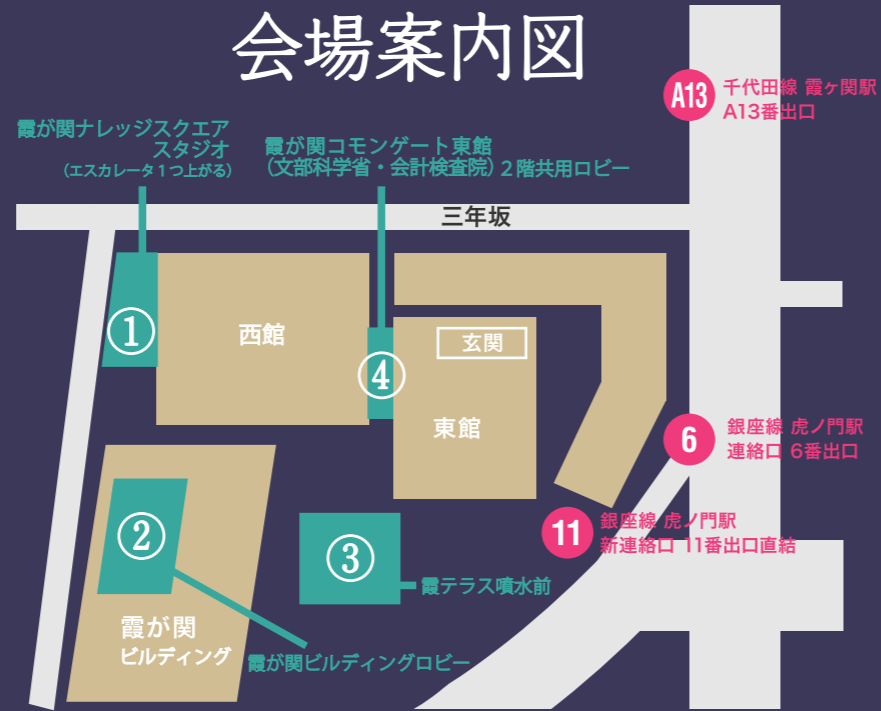 会場案内図
A13
千代田線 霞ヶ関駅
A13番出口
霞が関ナレッジスクエア
スタジオ
(エスカレータ1つ上がる)
霞が関コモンゲート東館
(文部科学省・会計検査院)2階共用ロビー
三年坂
①
西館
④
玄関
東館
6
銀座線 虎ノ門駅
連絡口 6番出口
11
銀座線 虎ノ門駅
新連絡口 11番出口直結
②
③
霞テラス噴水前
霞が関
ビルディング
霞が関ビルディングロビー